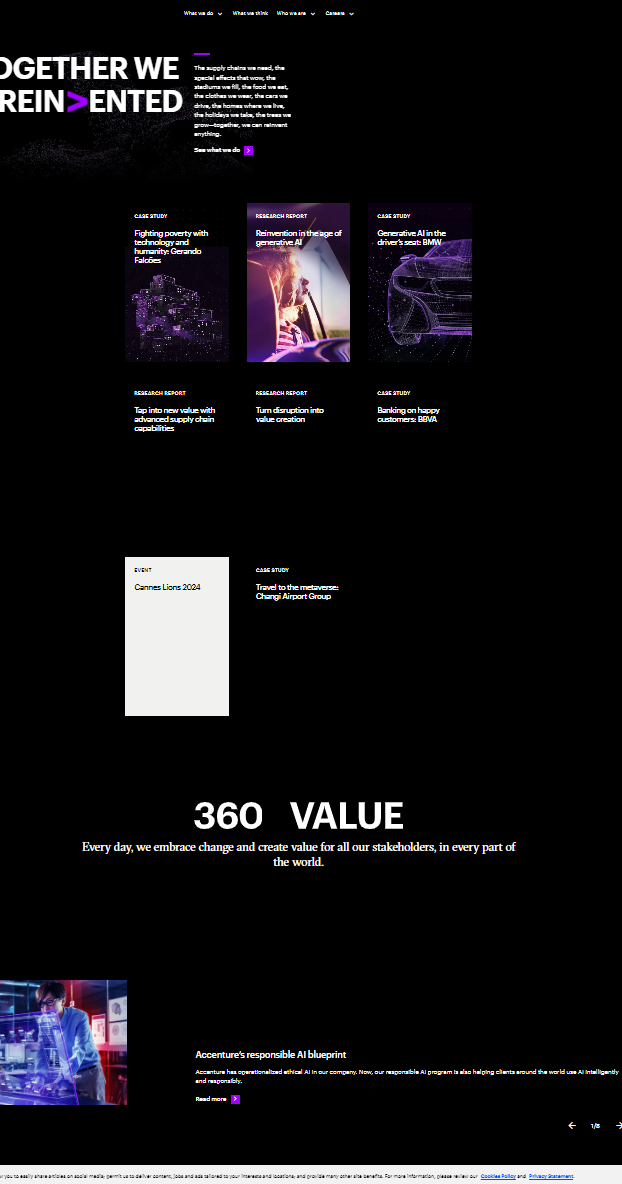 What we do
What we think
Who we are
Careers
OGETHER WE
REIN>ENTED
The supply chains we need, the
special effects that wow, the
stadiums we fill, the food we eat,
the clothes we wear, the cars we
drive, the homes where we live,
the holidays we take, the trees we
grow—together, we can reinvent
anything.
See what we do
CASE STUDY
Fighting poverty with
technology and
humanity: Gerando
Falcões
RESEARCH REPORT
Reinvention in the age of
generative AI
CASE STUDY
Generative AI in the
driver's seat: BMW
RESEARCH REPORT
Tap into new value with
advanced supply chain
capabilities
RESEARCH REPORT
Turn disruption into
value creation
CASE STUDY
Banking on happy
customers: BBVA
EVENT
Cannes Lions 2024
CASE STUDY
Travel to the metaverse:
Changi Airport Group
360 VALUE
Every day, we embrace change and create value for all our stakeholders, in every part of
the world.
Accenture's responsible AI blueprint
Accenture has operationalized ethical AI in our company. Now, our responsible AI program is also helping clients around the world use AI intelligently
and responsibly.
Read more
1/8
you to easily share articles on social media; permit us to deliver content, jobs and ads tailored to your interests and locations; and provide many other site benefits. For more information, please review our Cookies Policy and Privacy Statement.